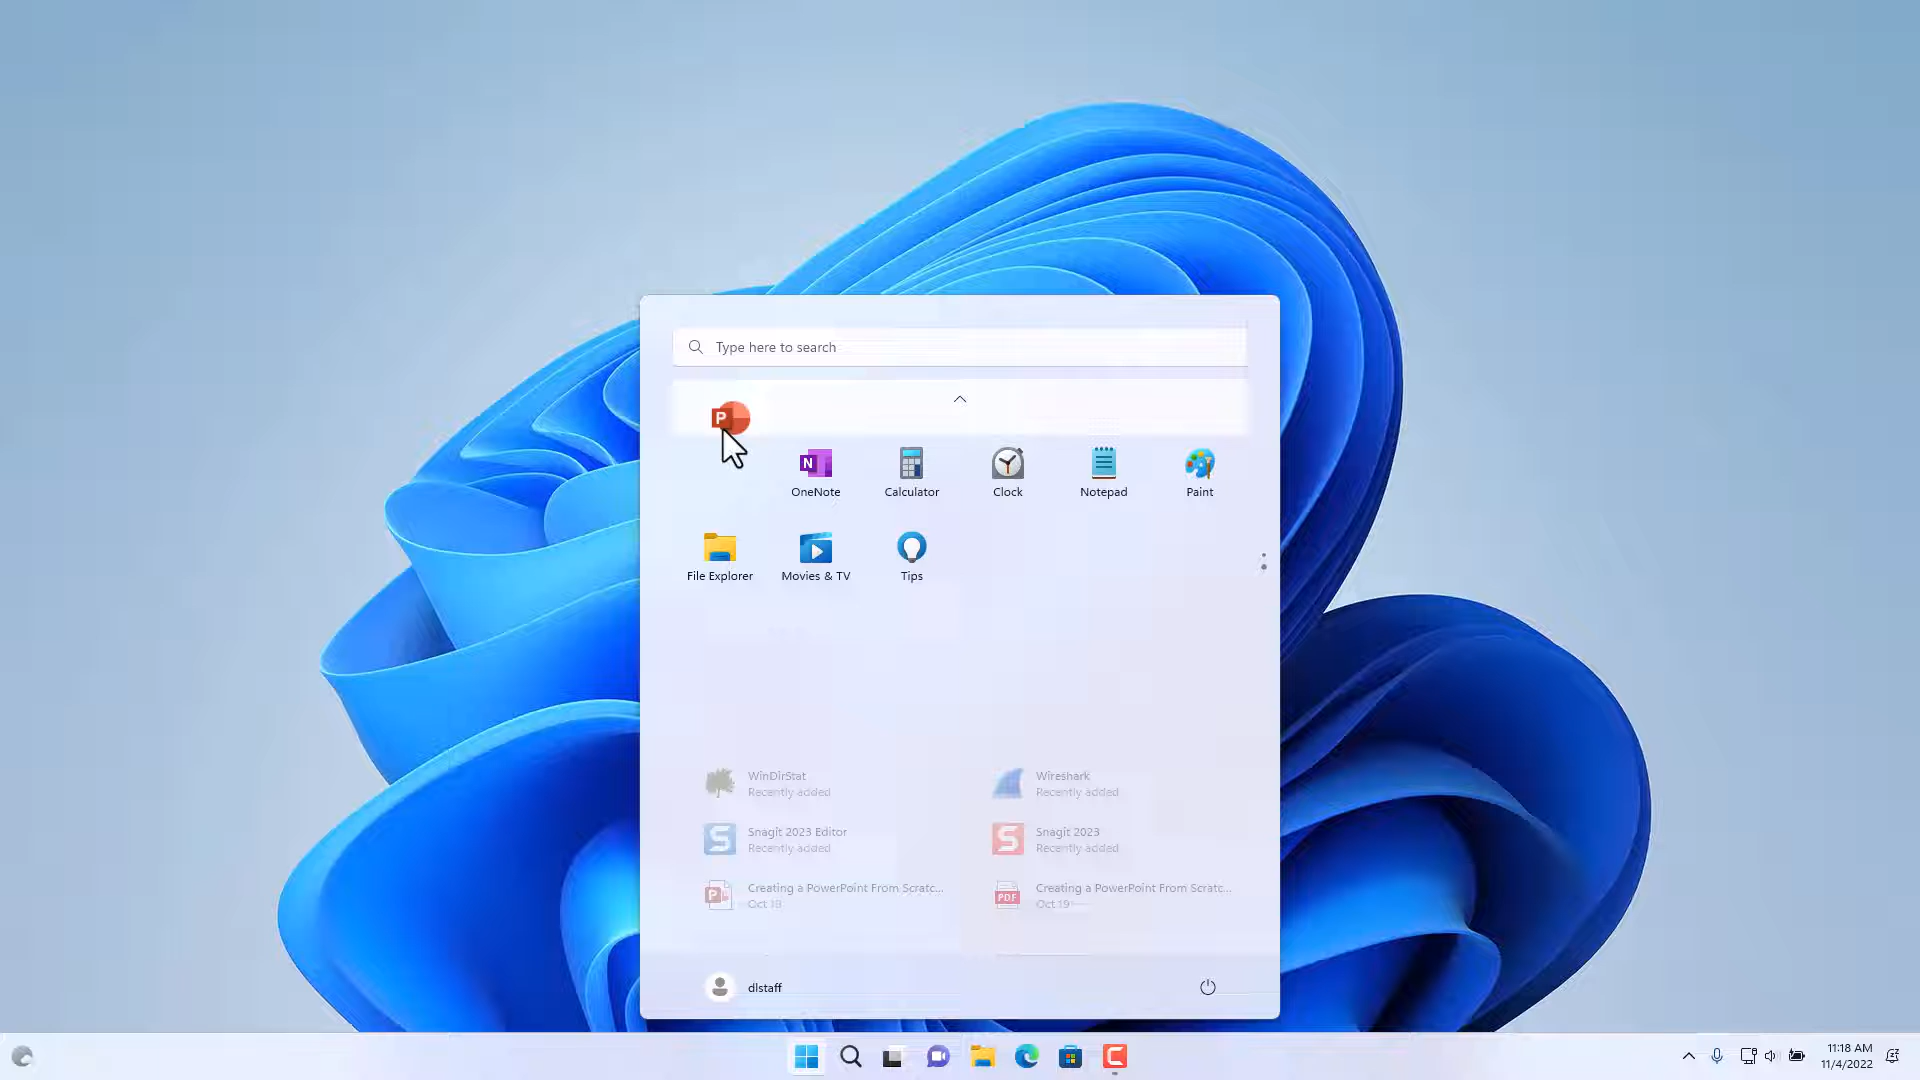 Type here to search
P
N
OneNote
Calculator
Clock
Notepad
Paint
File Explorer
Movies & TV
Tips
WinDirStat
Recently added
Wireshark
Recently added
S
Snagit 2023 Editor
Recently added
S
Snagit 2023
Recently added
P
Creating a PowerPoint From Scratc...
Oct 19
PDF
Creating a PowerPoint From Scratc...
Oct 19
dlstaff
C
11:18 AM
11/4/2022